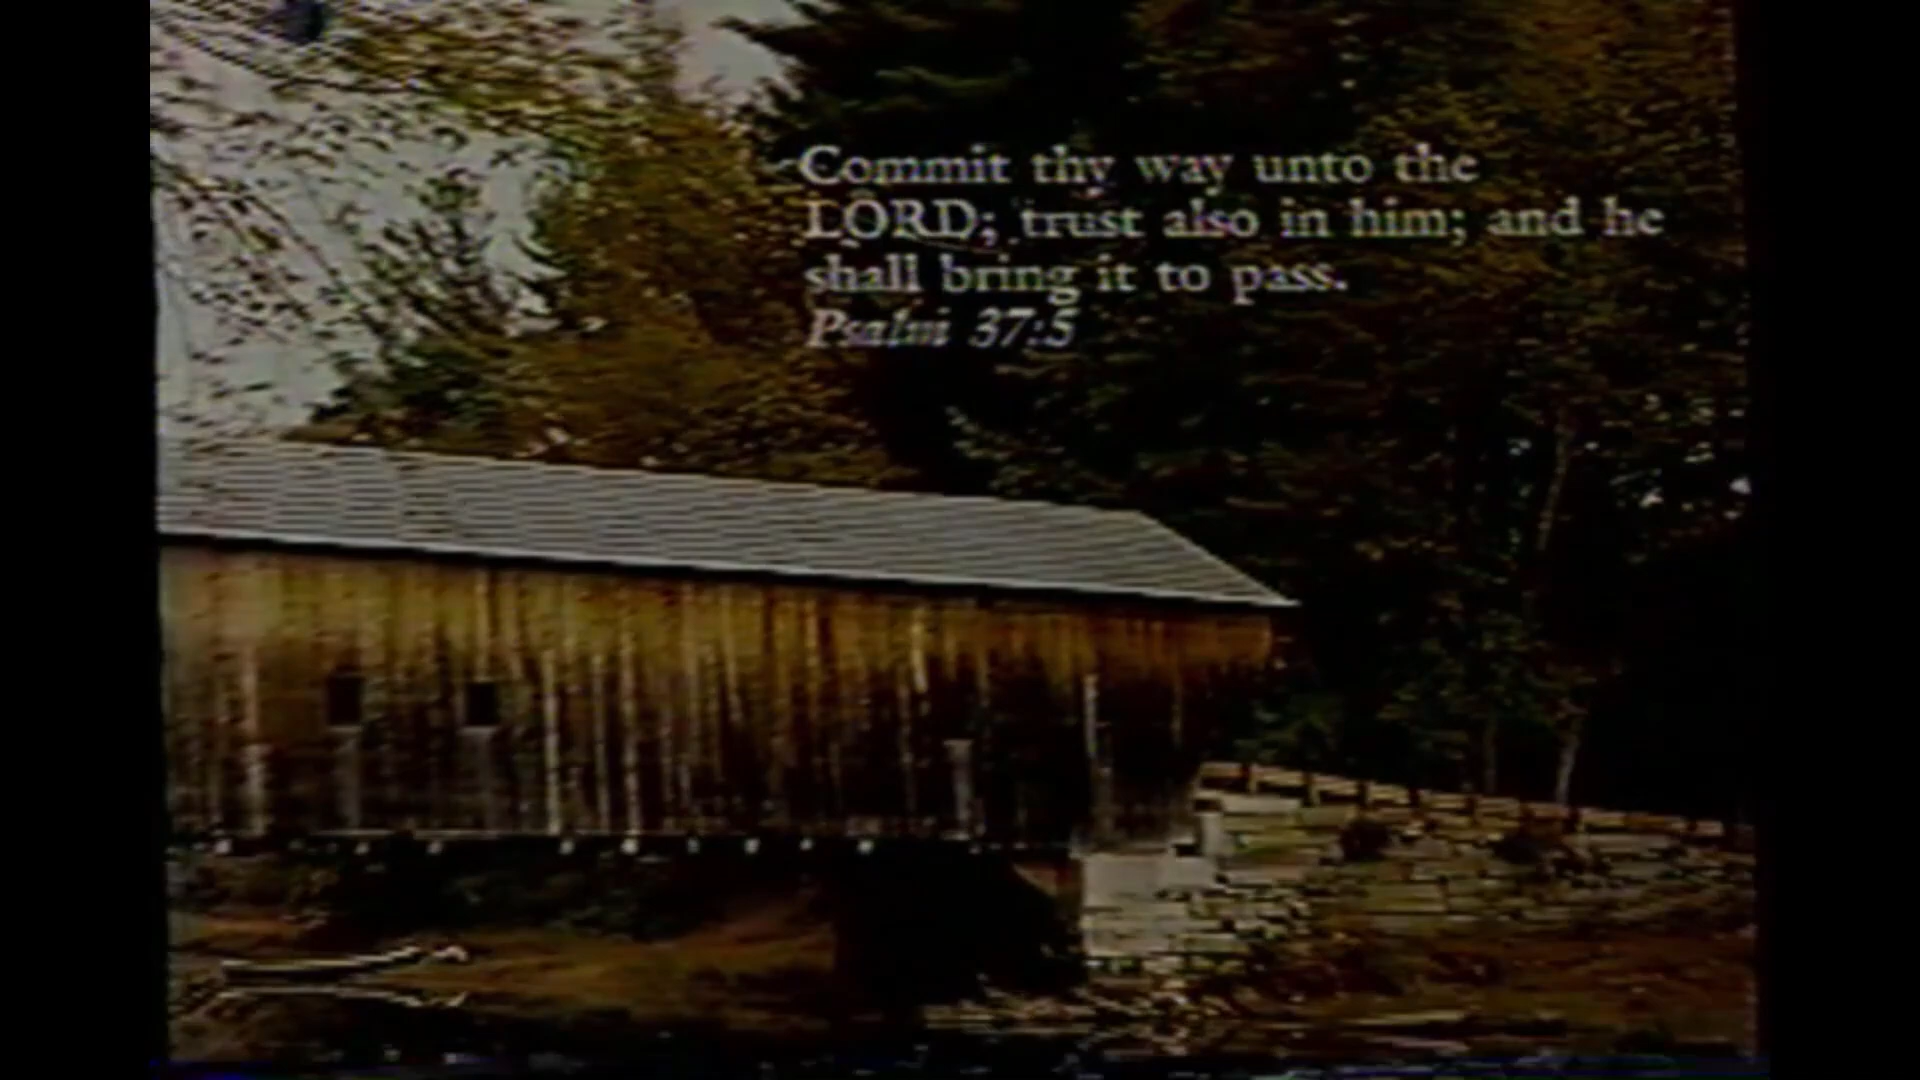 Commit thy way unto the
LORD; trust also in him; and he
shall bring it to pass.
Psalm 37:5